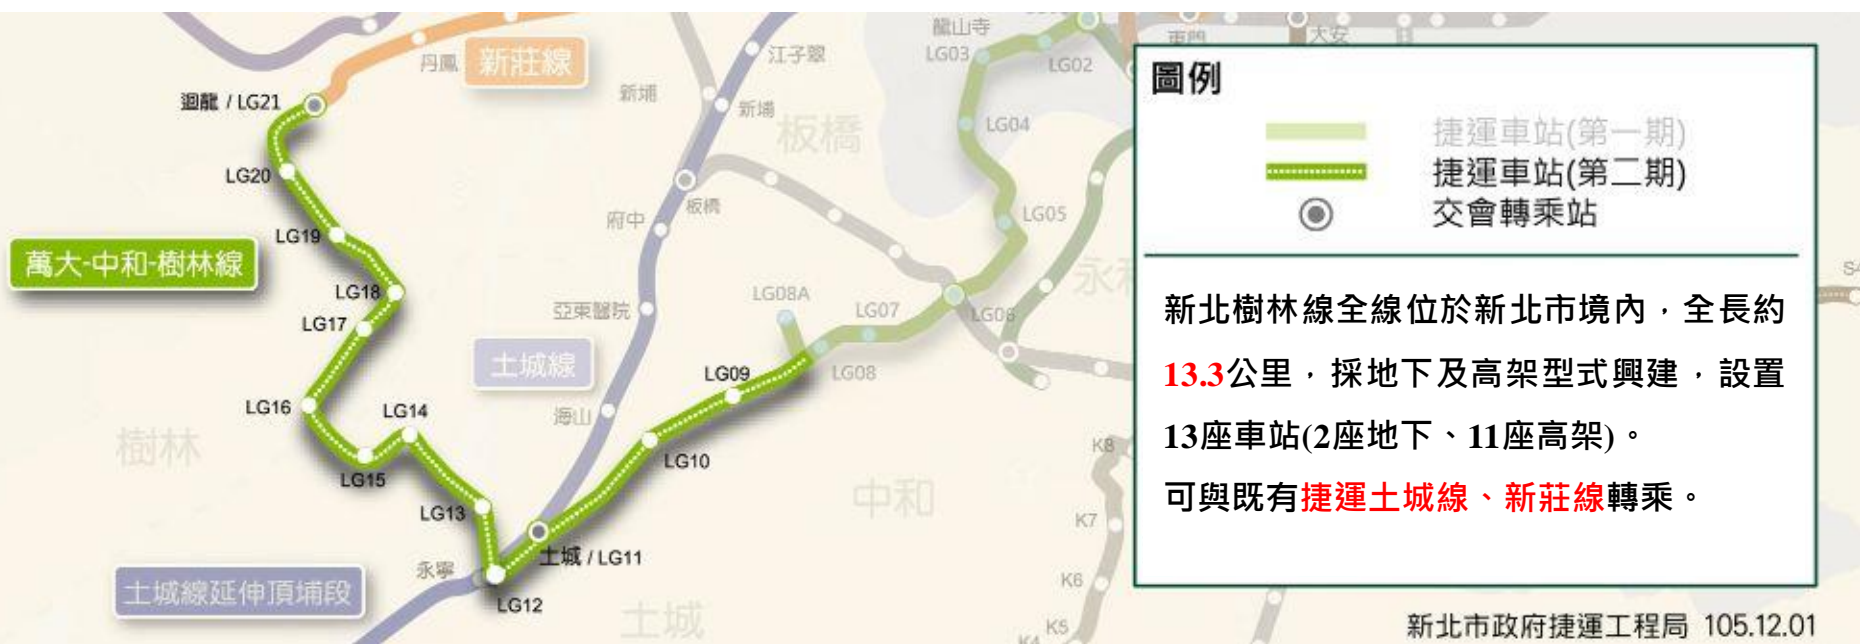 龍山寺
LG03
LG02
東門
大安
丹鳳
新莊線
江子翠
新埔
新埔
板橋
LG04
迴龍 / LG21
LG20
LG19
府中
板橋
LG05
永和
萬大-中和-樹林線
LG18
LG17
亞東醫院
LG08A
LG07
LG06
土城線
LG09
LG08
LG16
LG14
海山
樹林
LG15
LG10
K8
LG13
中和
K7
土城 / LG11
永寧
LG12
土城線延伸頂埔段
土城
K6
K5
圖例
捷運車站(第一期)
捷運車站(第二期)
交會轉乘站
新北樹林線全線位於新北市境內，全長約
13.3公里，採地下及高架型式興建，設置
13座車站(2座地下、11座高架)。
可與既有捷運土城線、新莊線轉乘。
新北市政府捷運工程局 105.12.01